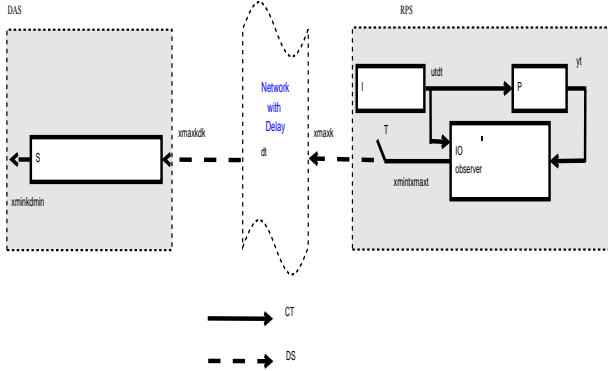 DAS
RPS
I
utdt
P
yt
Network
with
Delay
dt
T
IO
observer
S
xmaxkdk
xmaxk
xmintxmaxt
xminkdmin
CT
DS